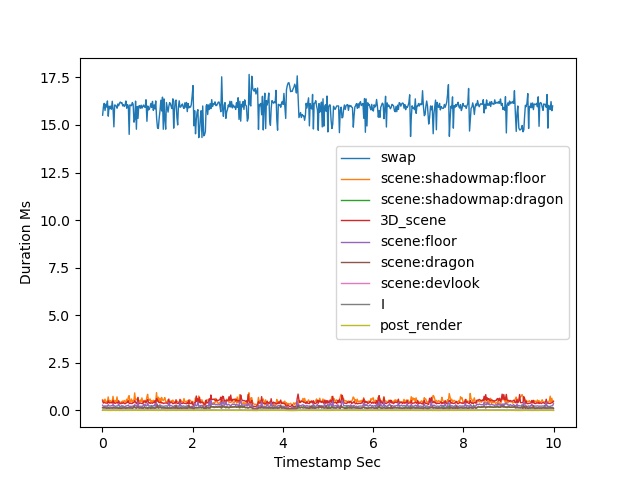 17.5
15.0
12.5
10.0
7.5
5.0
2.5
0.0
Duration Ms
swap
scene:shadowmap:floor
scene:shadowmap:dragon
3D_scene
scene:floor
scene:dragon
scene:devlook
I
post_render
0 2 4 6 8 10
Timestamp Sec